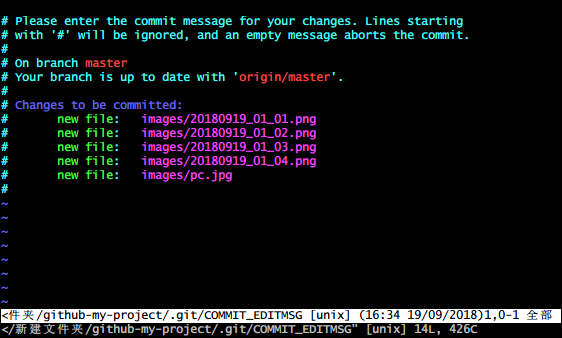 # Please enter the commit message for your changes. Lines starting
# with '#' will be ignored, and an empty message aborts the commit.
#
# On branch master
# Your branch is up to date with 'origin/master'.
#
# Changes to be committed:
#       new file:   images/20180919_01_01.png
#       new file:   images/20180919_01_02.png
#       new file:   images/20180919_01_03.png
#       new file:   images/20180919_01_04.png
#       new file:   images/pc.jpg
#
~
~
~
~
~
~
~
~
<件夹/github-my-project/.git/COMMIT_EDITMSG [unix] (16:34 19/09/2018)1,0-1 全部
</新建文件夹/github-my-project/.git/COMMIT_EDITMSG" [unix] 14L, 426C